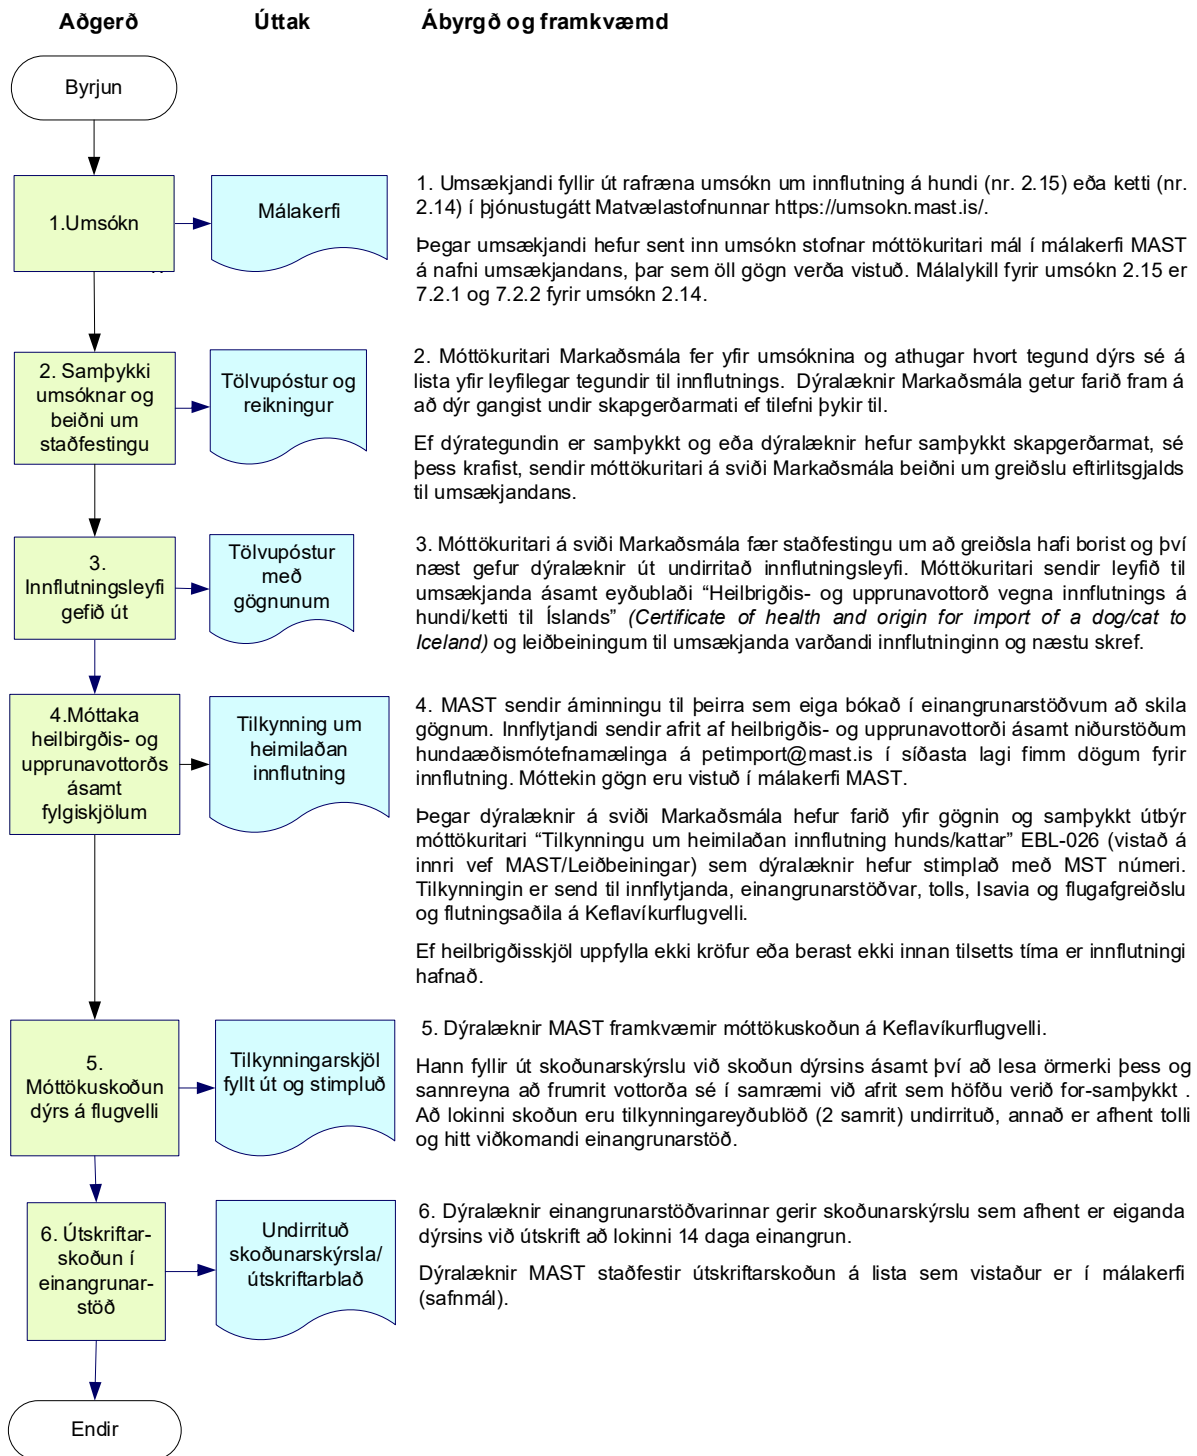 Aðgerð
Úttak
Ábyrgð og framkvæmd
Byrjun
1.Umsókn
Málakerfi
1. Umsækjandi fyllir út rafræna umsókn um innflutning á hundi (nr. 2.15) eða ketti (nr.
2.14) í þjónustugátt Matvælastofnunnar https://umsokn.mast.is/.
Þegar umsækjandi hefur sent inn umsókn stofnar móttökuritari mál í málakerfi MAST
á nafni umsækjandans, þar sem öll gögn verða vistuð. Málalykill fyrir umsókn 2.15 er
7.2.1 og 7.2.2 fyrir umsókn 2.14.
2. Samþykki
umsóknar og
beiðni um
staðfestingu
Tölvupóstur og
reikningur
2. Móttökuritari Markaðsmála fer yfir umsóknina og athugar hvort tegund dýrs sé á
lista yfir leyfilegar tegundir til innflutnings. Dýralæknir Markaðsmála getur farið fram á
að dýr gangist undir skapgerðarmati ef tilefni þykir til.
Ef dýrategundin er samþykkt og eða dýralæknir hefur samþykkt skapgerðarmat, sé
þess krafist, sendir móttökuritari á sviði Markaðsmála beiðni um greiðslu eftirlitsgjalds
til umsækjandans.
3.
Innflutningsleyfi
gefið út
Tölvupóstur
með
gögnunum
3. Móttökuritari á sviði Markaðsmála fær staðfestingu um að greiðsla hafi borist og því
næst gefur dýralæknir út undirritað innflutningsleyfi. Móttökuritari sendir leyfið til
umsækjanda ásamt eyðublaði “Heilbrigðis- og upprunavottorð vegna innflutnings á
hundi/ketti til Íslands” (Certificate of health and origin for import of a dog/cat to
Iceland) og leiðbeiningum til umsækjanda varðandi innflutninginn og næstu skref.
4.Móttaka
heilbirgðis- og
upprunavottorðs
ásamt
fylgiskjölum
Tilkynning um
heimilaðan
innflutning
4. MAST sendir áminningu til þeirra sem eiga bókað í einangrunarstöðvum að skila
gögnum. Innflytjandi sendir afrit af heilbrigðis- og upprunavottorði ásamt niðurstöðum
hundaæðismótefnamælinga á petimport@mast.is í síðasta lagi fimm dögum fyrir
innflutning. Móttekin gögn eru vistuð í málakerfi MAST.
Þegar dýralæknir á sviði Markaðsmála hefur farið yfir gögnin og samþykkt útbýr
móttökuritari “Tilkynningu um heimilaðan innflutning hunds/kattar” EBL-026 (vistað á
innri vef MAST/Leiðbeiningar) sem dýralæknir hefur stimplað með MST númeri.
Tilkynningin er send til innflytjanda, einangrunarstöðvar, tolls, Isavia og flugafgreiðslu
og flutningsaðila á Keflavíkurflugvelli.
Ef heilbrigðisskjöl uppfylla ekki kröfur eða berast ekki innan tilsetts tíma er innflutningi
hafnað.
5.
Móttökuskoðun
dýrs á flugvelli
Tilkynningarskjöl
fyllt út og stimpluð
5. Dýralæknir MAST framkvæmir móttökuskoðun á Keflavíkurflugvelli.
Hann fyllir út skoðunarskýrslu við skoðun dýrsins ásamt því að lesa örmerki þess og
sannreyna að frumrit vottorða sé í samræmi við afrit sem höfðu verið for-samþykkt .
Að lokinni skoðun eru tilkynningareyðublöð (2 samrit) undirrituð, annað er afhent tolli
og hitt viðkomandi einangrunarstöð.
6. Útskriftar-
skoðun í
einangrunar-
stöð
Undirrituð
skoðunarskýrsla/
útskriftarblað
6. Dýralæknir einangrunarstöðvarinnar gerir skoðunarskýrslu sem afhent er eiganda
dýrsins við útskrift að lokinni 14 daga einangrun.
Dýralæknir MAST staðfestir útskriftarskoðun á lista sem vistaður er í málakerfi
(safnmál).
Endir